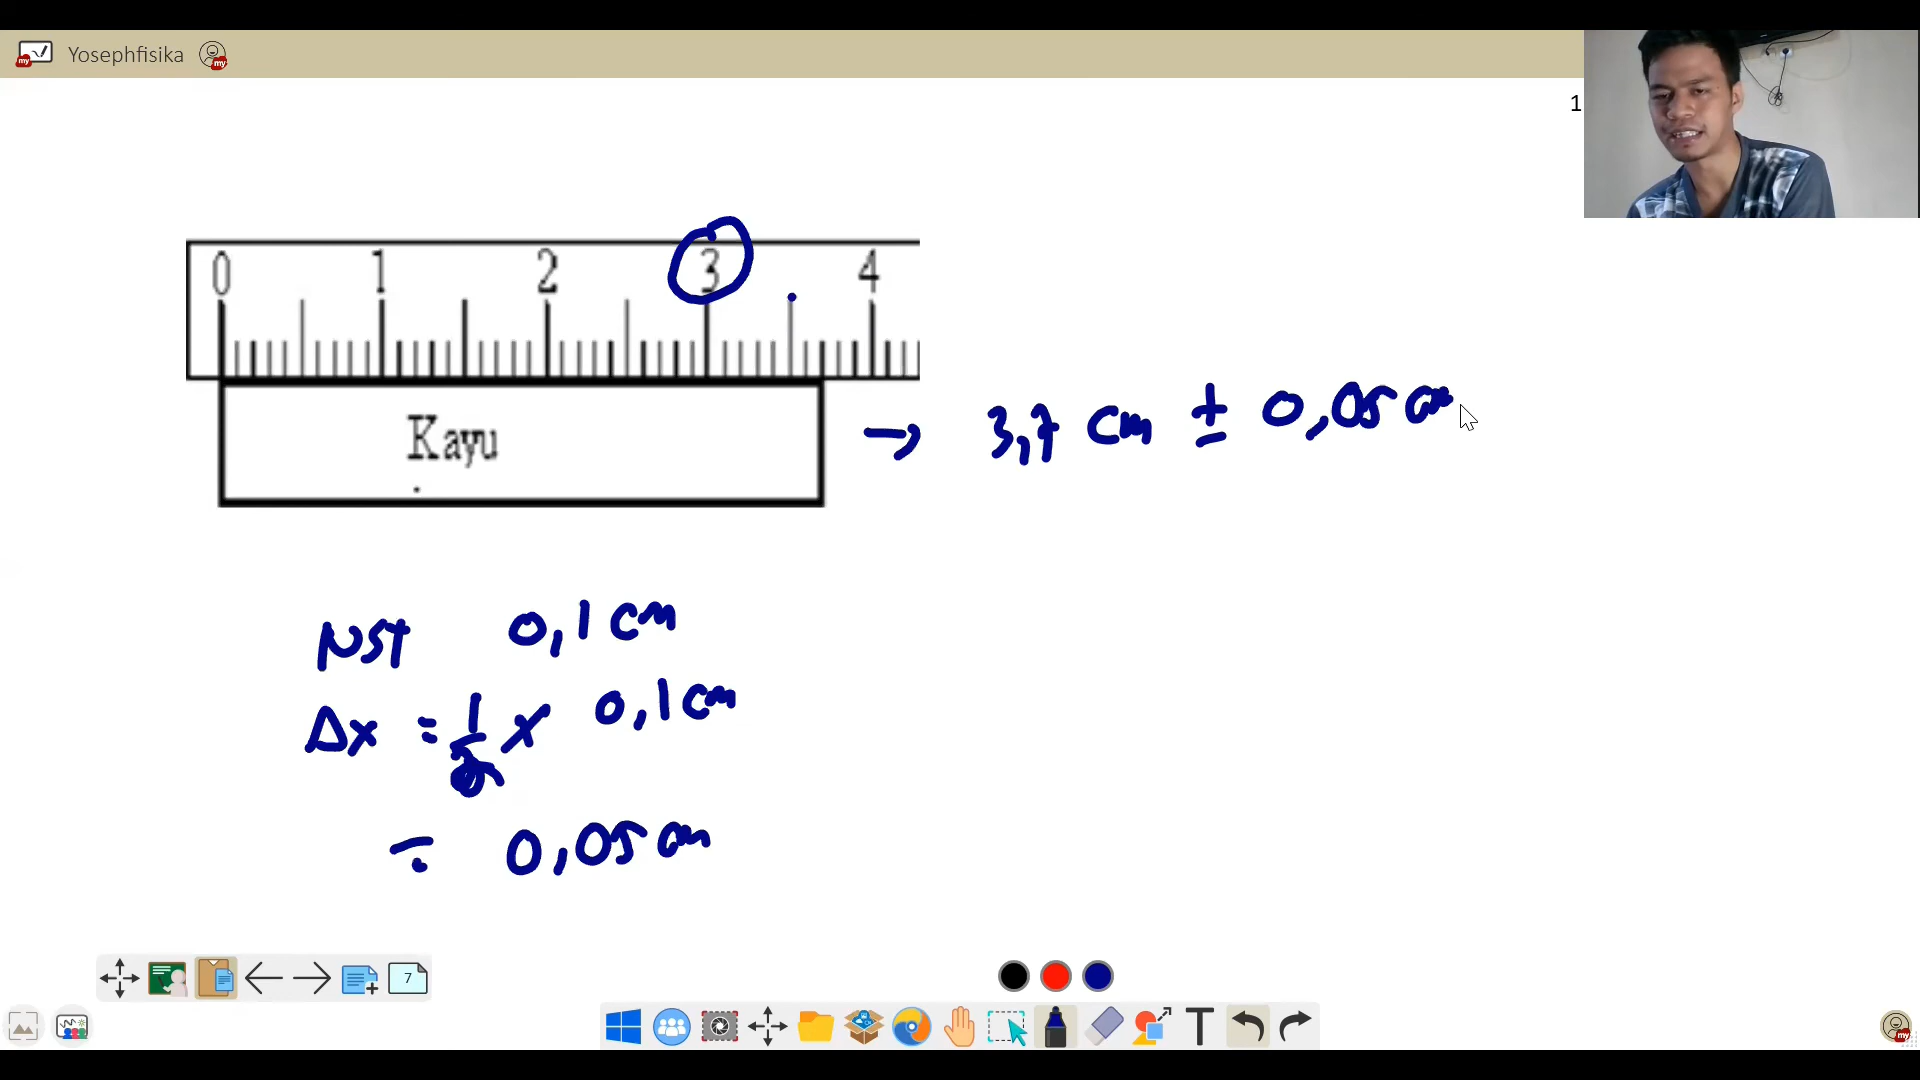 Yosephfisika
1
0 1 2 3 4
Kayu
→ 3,7 cm ± 0,05 cm
NST 0,1 cm
Δx = 1/2 x 0,1 cm
= 0,05 cm
7